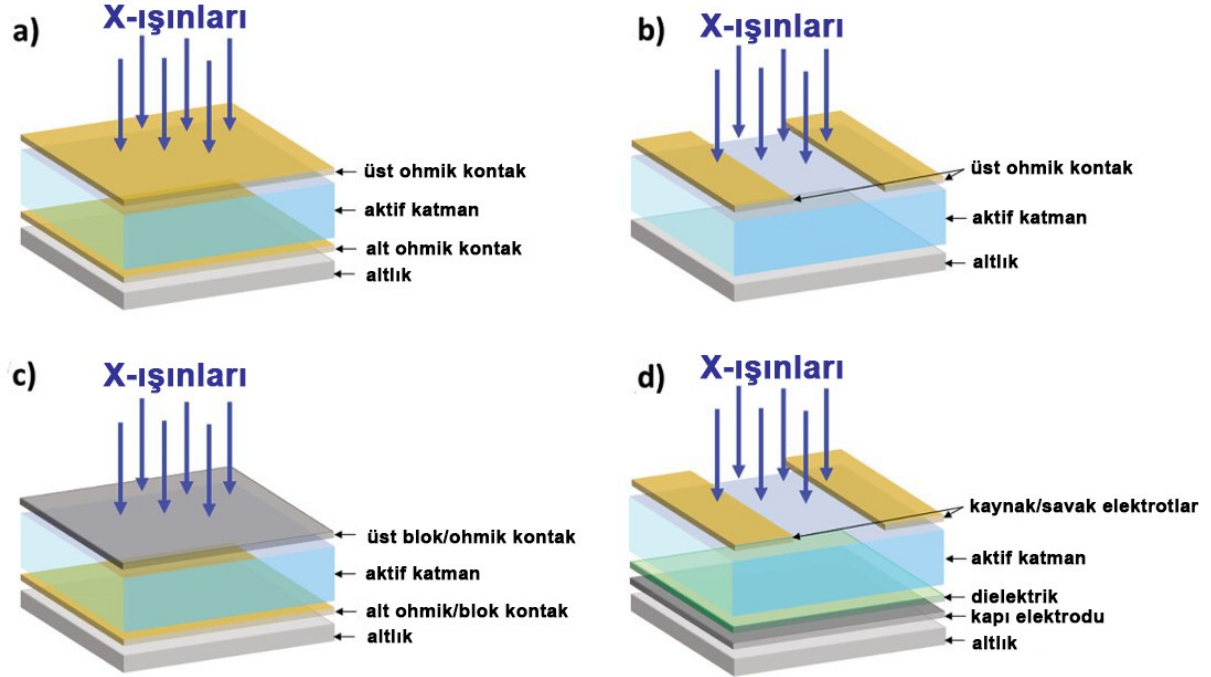 a)
X-ışınları
üst ohmik kontak
aktif katman
alt ohmik kontak
altlık
b)
X-ışınları
üst ohmik kontak
aktif katman
altlık
c)
X-ışınları
üst blok/ohmik kontak
aktif katman
alt ohmik/blok kontak
altlık
d)
X-ışınları
kaynak/savak elektrotlar
aktif katman
dielektrik
kapı elektrodu
altlık